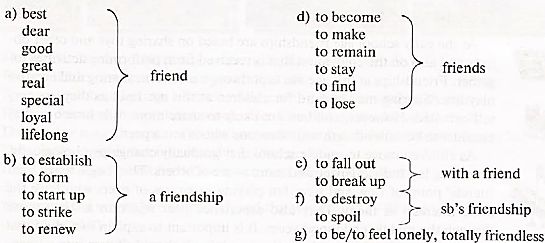 a) best
dear
good
great
real
special
loyal
lifelong
friend
b) to establish
to form
to start up
to strike
to renew
a friendship
d) to become
to make
to remain
to stay
to find
to lose
friends
e) to fall out
to break up
with a friend
f) to destroy
to spoil
sb's friendship
g) to be/to feel lonely, totally friendless